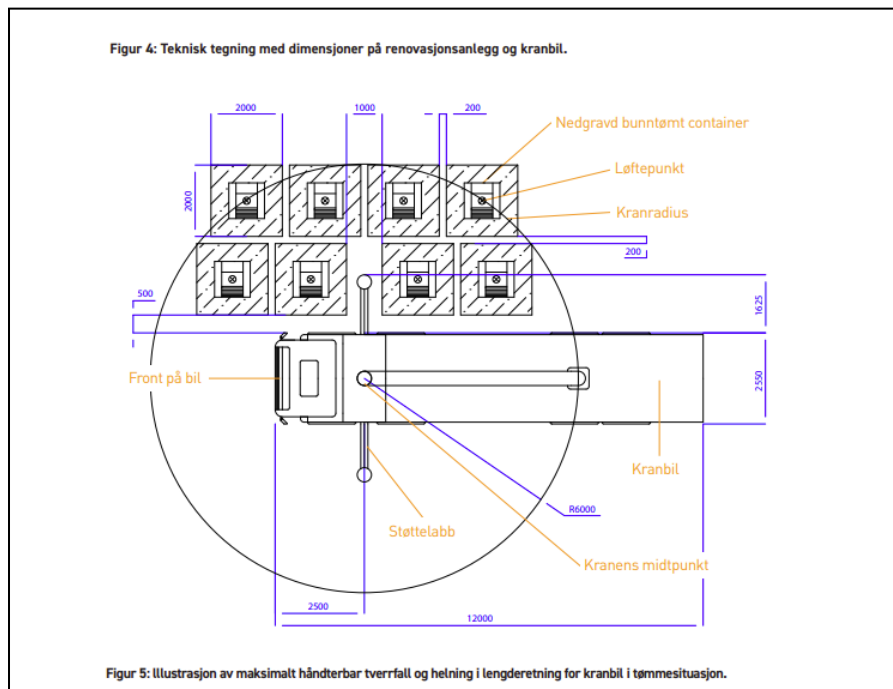 Figur 4: Teknisk tegning med dimensjoner på renovasjonsanlegg og kranbil.
2000
1000
200
Nedgravd bunntømt container
Løftepunkt
Kranradius
2000
200
500
1625
Front på bil
2550
Kranbil
R6000
Støttelabb
Kranens midtpunkt
2500
12000
Figur 5: Illustrasjon av maksimalt håndterbar tverrfall og helning i lengderetning for kranbil i tømmesituasjon.